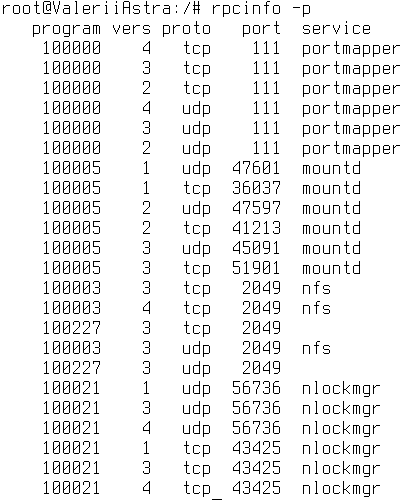 root@ValeriiAstra:/# rpcinfo -p
   program vers proto   port  service
    100000    4   tcp    111  portmapper
    100000    3   tcp    111  portmapper
    100000    2   tcp    111  portmapper
    100000    4   udp    111  portmapper
    100000    3   udp    111  portmapper
    100000    2   udp    111  portmapper
    100005    1   udp  47601  mountd
    100005    1   tcp  36037  mountd
    100005    2   udp  47597  mountd
    100005    2   tcp  41213  mountd
    100005    3   udp  45091  mountd
    100005    3   tcp  51901  mountd
    100003    3   tcp   2049  nfs
    100003    4   tcp   2049  nfs
    100227    3   tcp   2049
    100003    3   udp   2049  nfs
    100227    3   udp   2049
    100021    1   udp  56736  nlockmgr
    100021    3   udp  56736  nlockmgr
    100021    4   udp  56736  nlockmgr
    100021    1   tcp  43425  nlockmgr
    100021    3   tcp  43425  nlockmgr
    100021    4   tcp_ 43425  nlockmgr